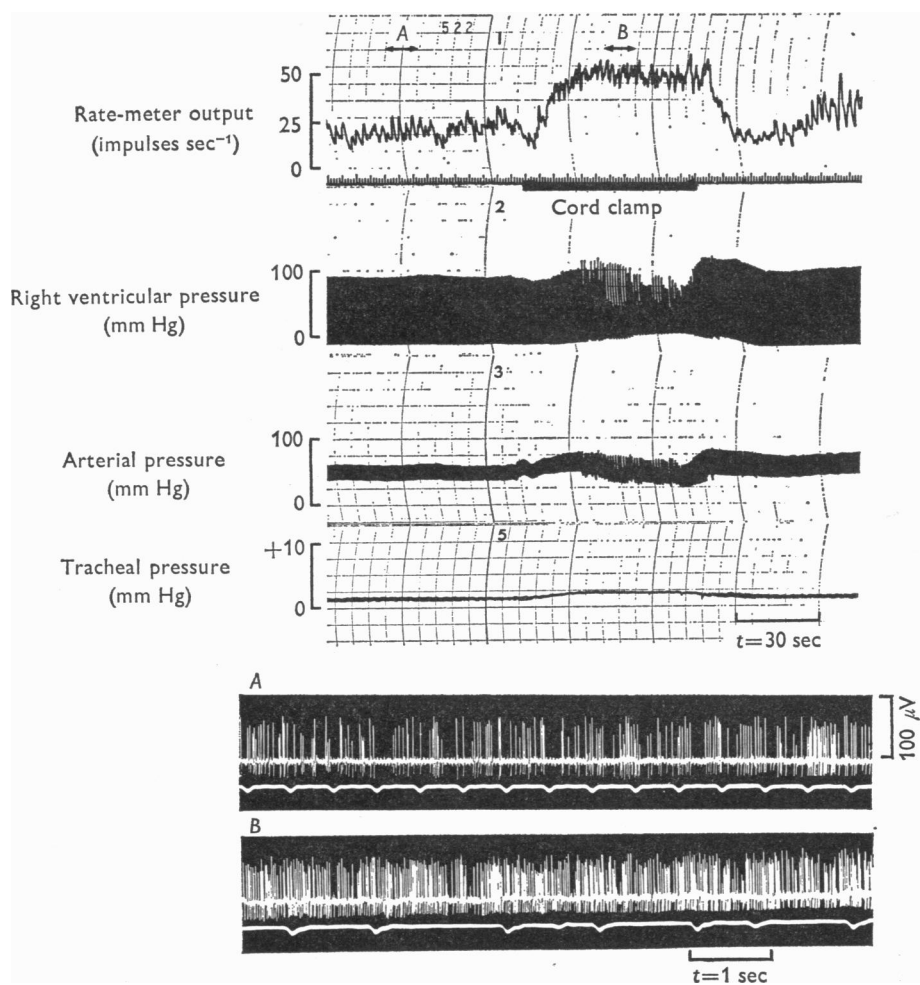 A
522
1
B
50
25
0
Rate-meter output
(impulses sec⁻¹)
2
Cord clamp
100
0
Right ventricular pressure
(mm Hg)
3
100
0
Arterial pressure
(mm Hg)
5
+10
0
Tracheal pressure
(mm Hg)
t=30 sec
A
100 μV
B
t=1 sec